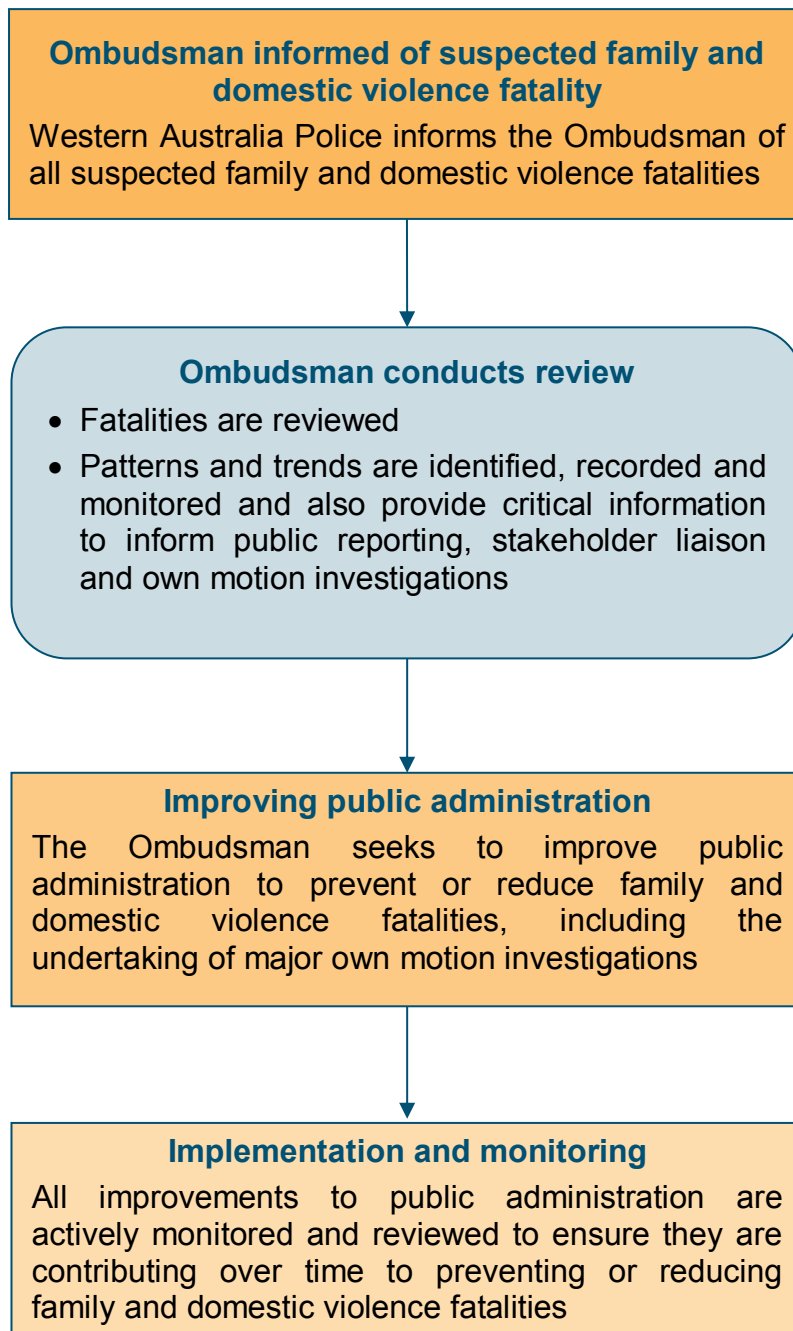 Ombudsman informed of suspected family and
domestic violence fatality
Western Australia Police informs the Ombudsman of
all suspected family and domestic violence fatalities
Ombudsman conducts review
• Fatalities are reviewed
• Patterns and trends are identified, recorded and
monitored and also provide critical information
to inform public reporting, stakeholder liaison
and own motion investigations
Improving public administration
The Ombudsman seeks to improve public
administration to prevent or reduce family and
domestic violence fatalities, including the
undertaking of major own motion investigations
Implementation and monitoring
All improvements to public administration are
actively monitored and reviewed to ensure they are
contributing over time to preventing or reducing
family and domestic violence fatalities